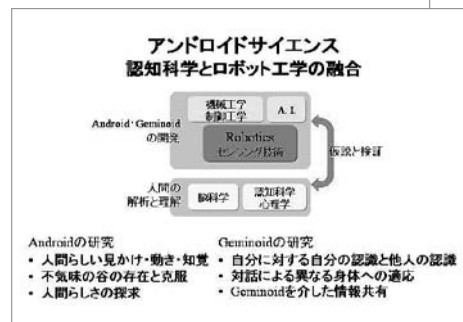 アンドロイドサイエンス
認知科学とロボット工学の融合
Android・Geminoid
の開発
機械工学
制御工学
A.I.
Robotics
センシング技術
仮説と検証
人間の
解析と理解
脳科学
認知科学
心理学
Androidの研究
• 人間らしい見かけ・動き・知覚
• 不気味の谷の存在と克服
• 人間らしさの探求
Geminoidの研究
• 自分に対する自分の認識と他人の認識
• 対話による異なる身体への適応
• Geminoidを介した情報共有